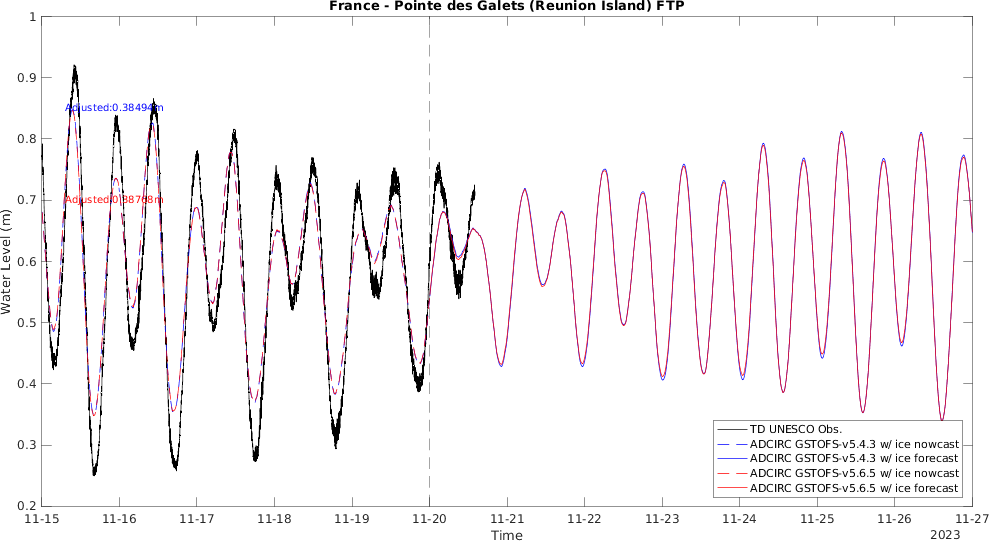 France - Pointe des Galets (Reunion Island) FTP
Water Level (m)
1
0.9
0.8
0.7
0.6
0.5
0.4
0.3
0.2
Adjusted:0.38494m
Adjusted:0.38768m
TD UNESCO Obs.
ADCIRC GSTOFS-v5.4.3 w/ ice nowcast
ADCIRC GSTOFS-v5.4.3 w/ ice forecast
ADCIRC GSTOFS-v5.6.5 w/ ice nowcast
ADCIRC GSTOFS-v5.6.5 w/ ice forecast
11-15 11-16 11-17 11-18 11-19 11-20 11-21 11-22 11-23 11-24 11-25 11-26 11-27
Time
2023